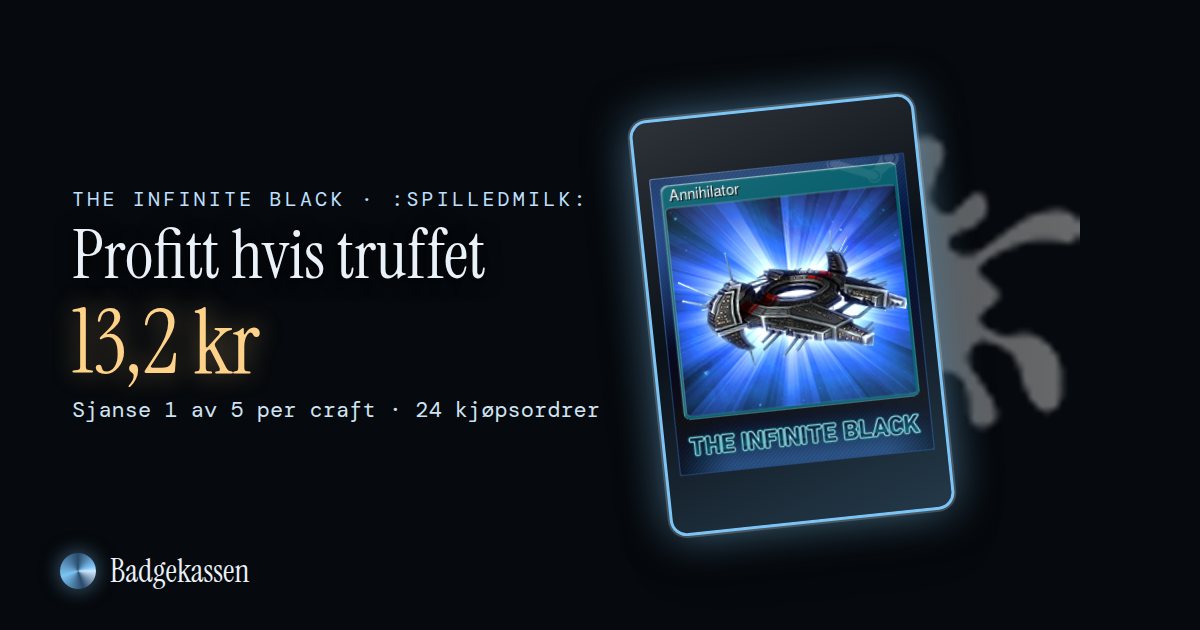 THE INFINITE BLACK · :SPILLEDMILK:
Profitt hvis truffet
13,2 kr
Sjanse 1 av 5 per craft · 24 kjøpsordrer
Annihilator
THE INFINITE BLACK
Badgekassen